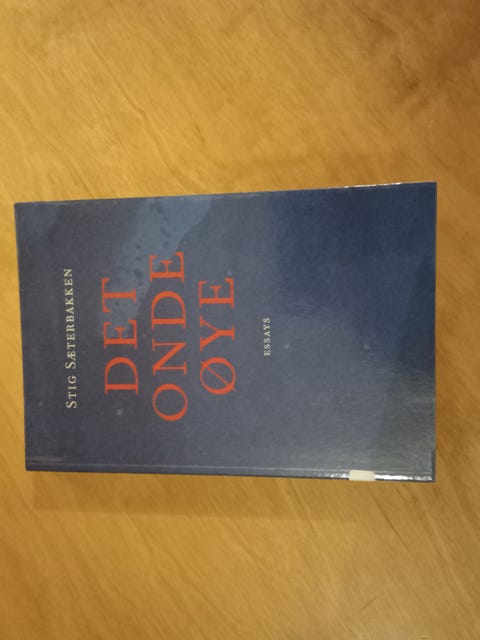 STIG SÆTERBAKKEN
DET
ONDE
ØYE
ESSAYS